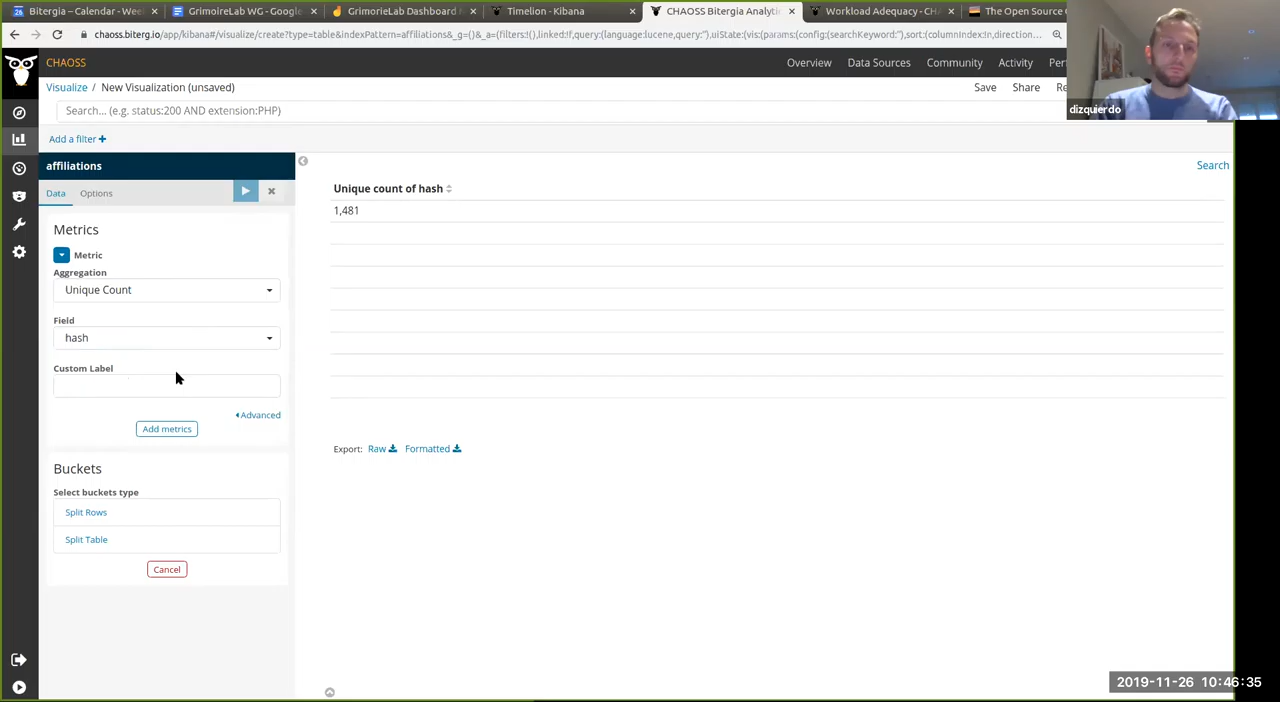 Bitergia – Calendar - Wee
GrimoireLab WG - Google
GrimorieLab Dashboard
Timelion - Kibana
CHAOSS Bitergia Analytic
Workload Adequacy - CH
The Open Source
chaoss.biterg.io/app/kibana#/visualize/create?type=table&indexPattern=affiliations&_g=()&_a=(filters:!(),linked:!f,query:(language:lucene,query:''),uiState:(vis:(params:(config:(searchKeyword:''),sort:(columnIndex:!n,direction...
CHAOSS
Overview
Data Sources
Community
Activity
Per
dizquierdo
Visualize / New Visualization (unsaved)
Save
Share
Re
Search... (e.g. status:200 AND extension:PHP)
Add a filter +
affiliations
Search
Data
Options
Unique count of hash
1,481
Metrics
Metric
Aggregation
Unique Count
Field
hash
Custom Label
Advanced
Add metrics
Export: Raw Formatted
Buckets
Select buckets type
Split Rows
Split Table
Cancel
2019-11-26 10:46:35